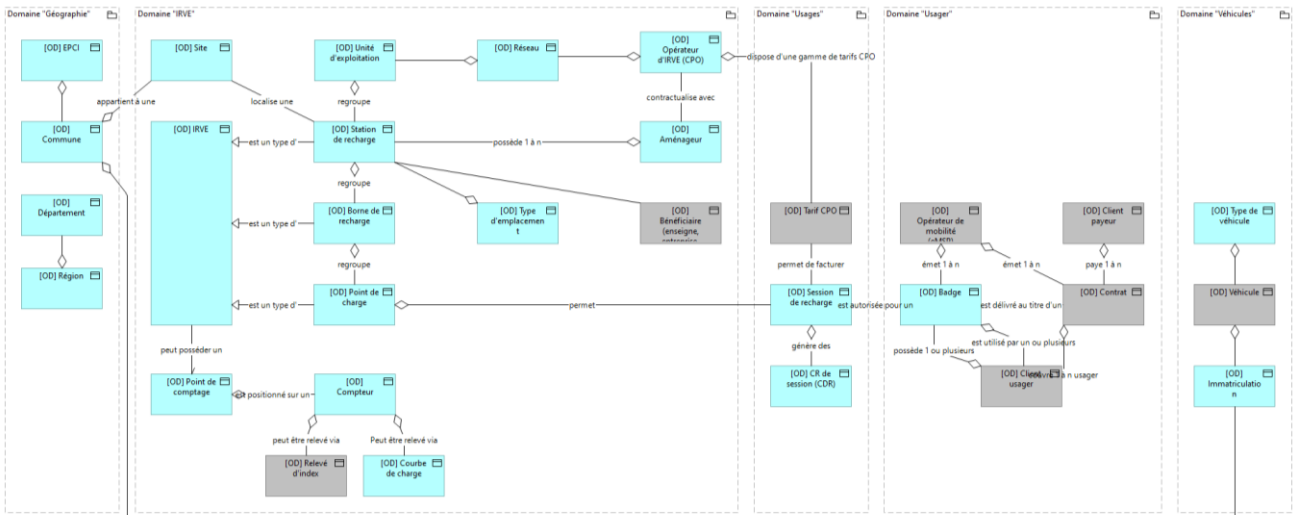 Domaine "Géographie"
[OD] EPCI
[OD]
Commune
[OD]
Département
[OD] Région
appartient à une
Domaine "IRVE"
[OD] Site
localise une
[OD] Unité
d'exploitation
[OD] Réseau
[OD]
Opérateur
d'IRVE (CPO)
regroupe
contractualise avec
[OD] IRVE
est un type d'
[OD] Station
de recharge
possède 1 à n
[OD]
Aménageur
regroupe
est un type d'
[OD] Borne de
recharge
[OD] Type
d'emplacemen
t
[OD]
Bénéficiaire
(enseigne,
regroupe
est un type d'
[OD] Point de
charge
permet
peut posséder un
[OD] Point de
comptage
positionné sur un
[OD]
Compteur
peut être relevé via
Peut être relevé via
[OD] Relevé
d'index
[OD] Courbe
de charge
Domaine "Usages"
dispose d'une gamme de tarifs CPO
[OD] Tarif CPO
permet de facturer
[OD] Session
de recharge
est autorisée pour un
génère des
[OD] CR de
session (CDR)
Domaine "Usager"
[OD]
Opérateur de
mobilité
[OD] Client
payeur
émet 1 à n
émet 1 à n
paye 1 à n
[OD] Badge
est délivré au titre d'un
[OD] Contrat
est utilisé par un ou plusieurs
possède 1 ou plusieurs
[OD] Client
usager
à n usager
Domaine "Véhicules"
[OD] Type de
véhicule
[OD] Véhicule
[OD]
Immatriculatio
n